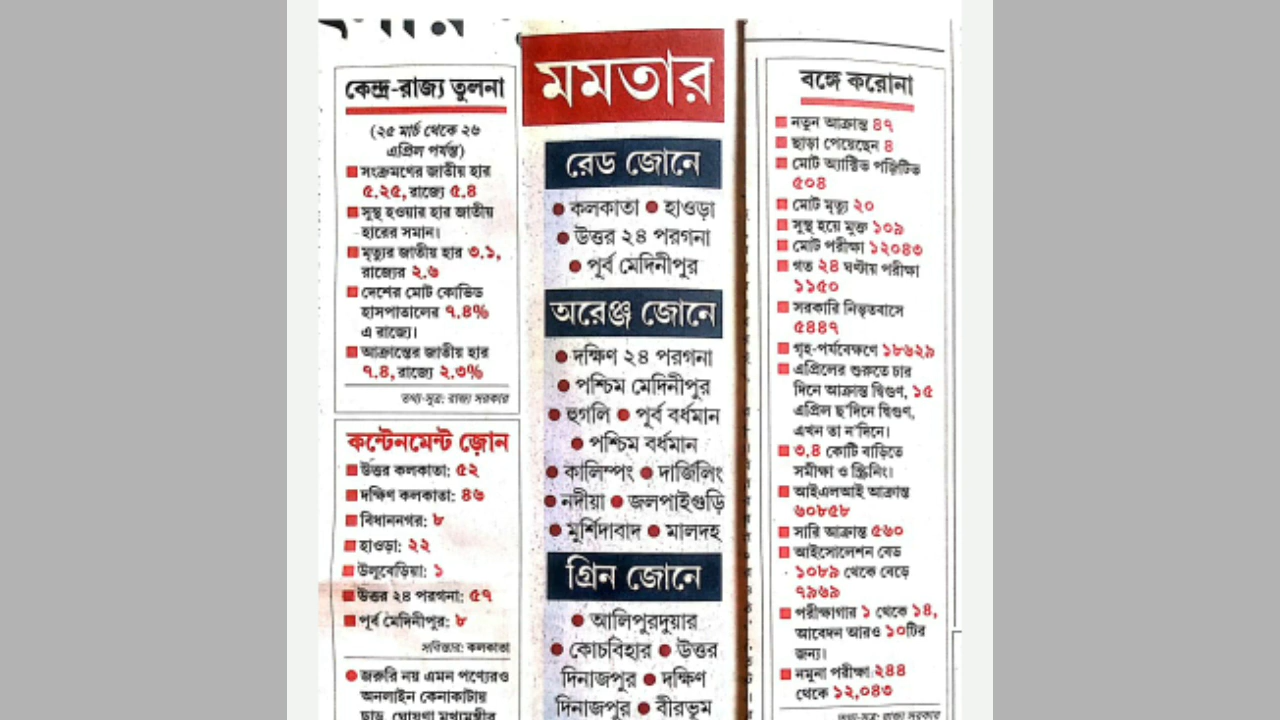 কেন্দ্র-রাজ্য তুলনা
(২৫ মার্চ থেকে ২৬
এপ্রিল পর্যন্ত)
সংক্রমণের জাতীয় হার
৫.২৫, রাজ্যে ৫.৪
সুস্থ হওয়ার হার জাতীয়
হারের সমান।
মৃত্যুর জাতীয় হার ৩.১,
রাজ্যের ২.৬
দেশের মোট কোভিড
হাসপাতালের ৭.৪%
এ রাজ্যে।
আক্রান্তের জাতীয় হার
৭.৪, রাজ্যে ২.৩%
তথ্য-সূত্র: রাজ্য সরকার
কন্টেনমেন্ট জ়োন
উত্তর কলকাতা: ৫২
দক্ষিণ কলকাতা: ৪৬
বিধাননগর: ৮
হাওড়া: ২২
উলুবেড়িয়া: ১
উত্তর ২৪ পরগনা: ৫৭
পূর্ব মেদিনীপুর: ৮
সবিস্তার: কলকাতা
জরুরি নয় এমন পণ্যেরও
অনলাইন কেনাকাটায়
ছাড়, ঘোষণা মুখ্যমন্ত্রীর
মমতার
রেড জোনে
কলকাতা ● হাওড়া
উত্তর ২৪ পরগনা
পূর্ব মেদিনীপুর
অরেঞ্জ জোনে
দক্ষিণ ২৪ পরগনা
পশ্চিম মেদিনীপুর
হুগলি ● পূর্ব বর্ধমান
পশ্চিম বর্ধমান
কালিম্পং ● দার্জিলিং
নদীয়া ● জলপাইগুড়ি
মুর্শিদাবাদ ● মালদহ
গ্রিন জোনে
আলিপুরদুয়ার
কোচবিহার ● উত্তর
দিনাজপুর ● দক্ষিণ
দিনাজপুর ● বীরভূম
বঙ্গে করোনা
নতুন আক্রান্ত ৪৭
ছাড়া পেয়েছেন ৪
মোট অ্যাক্টিভ পজ়িটিভ
৫০৪
মোট মৃত্যু ২০
সুস্থ হয়ে মুক্ত ১০৯
মোট পরীক্ষা ১২০৪৩
গত ২৪ ঘণ্টায় পরীক্ষা
১১৫০
সরকারি নিভৃতবাসে
৫৪৪৭
গৃহ-পর্যবেক্ষণে ১৮৬২৯
এপ্রিলের শুরুতে চার
দিনে আক্রান্ত দ্বিগুণ, ১৫
এপ্রিল ছ'দিনে দ্বিগুণ,
এখন তা ন'দিনে।
৩.৪ কোটি বাড়িতে
সমীক্ষা ও স্ক্রিনিং।
আইএলআই আক্রান্ত
৬০৮৫৮
সারি আক্রান্ত ৫৬০
আইসোলেশন বেড
১০৮৯ থেকে বেড়ে
৭৯৬৯
পরীক্ষাগার ১ থেকে ১৪,
আবেদন আরও ১০টির
জন্য।
নমুনা পরীক্ষা ২৪৪
থেকে ১২,০৪৩
তথ্য-সূত্র: রাজ্য সরকার